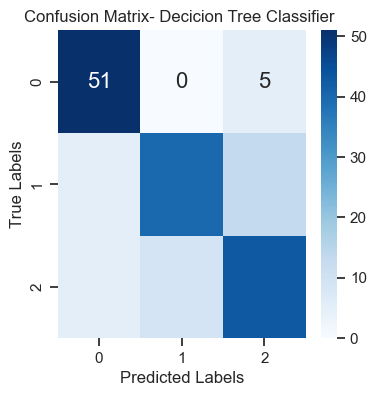 Confusion Matrix- Decicion Tree Classifier
51 0 5
0
1
2
True Labels
0 1 2
Predicted Labels
50
40
30
20
10
0